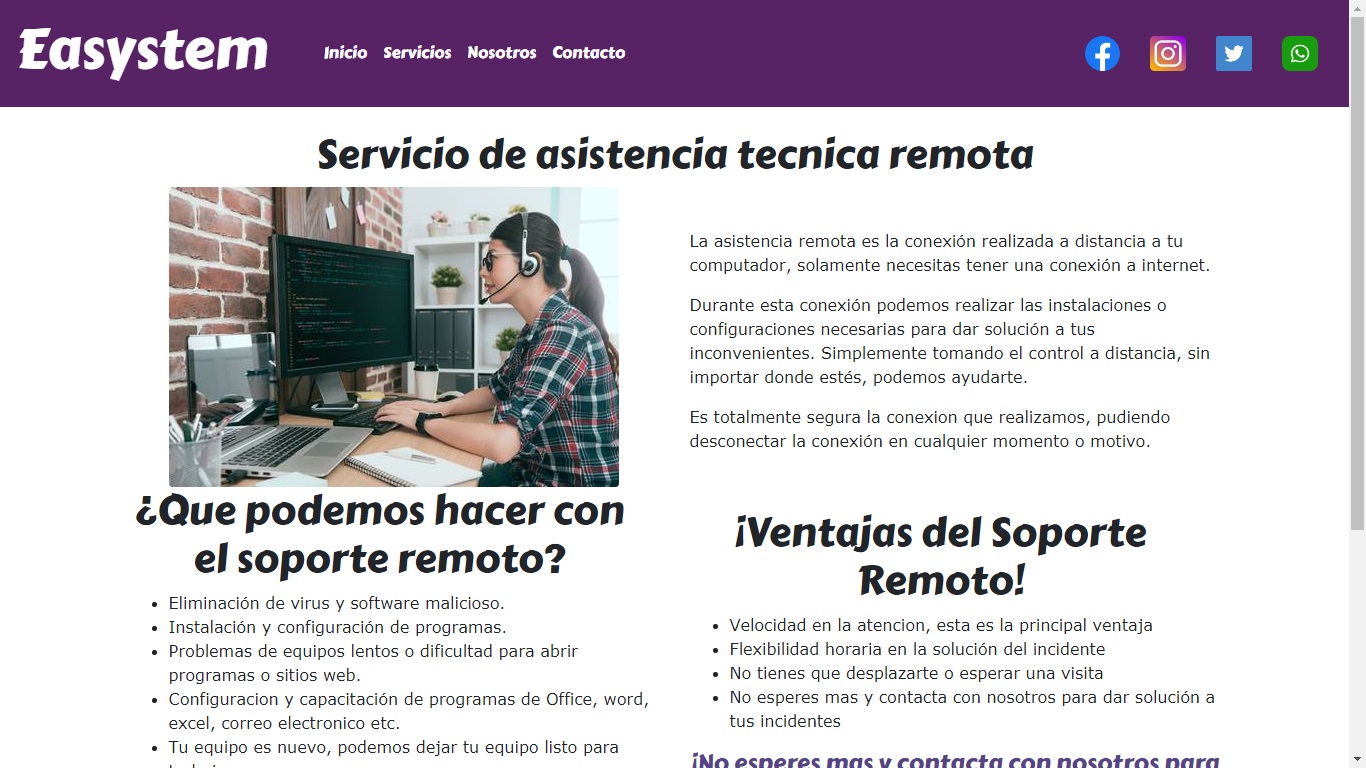 Easystem
Inicio Servicios Nosotros Contacto
Servicio de asistencia tecnica remota
La asistencia remota es la conexión realizada a distancia a tu
computador, solamente necesitas tener una conexión a internet.
Durante esta conexión podemos realizar las instalaciones o
configuraciones necesarias para dar solución a tus
inconvenientes. Simplemente tomando el control a distancia, sin
importar donde estés, podemos ayudarte.
Es totalmente segura la conexion que realizamos, pudiendo
desconectar la conexión en cualquier momento o motivo.
¿Que podemos hacer con
el soporte remoto?
Eliminación de virus y software malicioso.
Instalación y configuración de programas.
Problemas de equipos lentos o dificultad para abrir
programas o sitios web.
Configuracion y capacitación de programas de Office, word,
excel, correo electronico etc.
Tu equipo es nuevo, podemos dejar tu equipo listo para
¡Ventajas del Soporte
Remoto!
Velocidad en la atencion, esta es la principal ventaja
Flexibilidad horaria en la solución del incidente
No tienes que desplazarte o esperar una visita
No esperes mas y contacta con nosotros para dar solución a
tus incidentes
¡No esperes mas y contacta con nosotros para